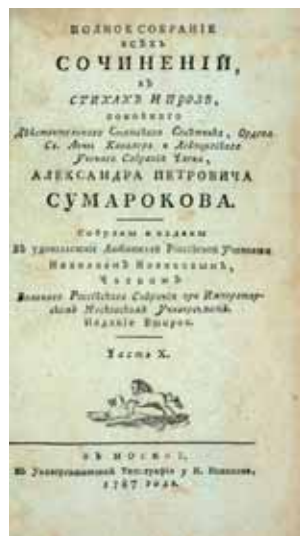 ПОЛНОЕ СОБРАНІЕ
ВСѢХЪ
СОЧИНЕНІЙ,
ВЪ
СТИХАХЪ И ПРОЗѢ,
ПОКОЙНАГО
Дѣйствительнаго Статскаго Совѣтника, Ордена
Св. Анны Кавалера и Лейпцигскаго
Ученаго Собранія Члена,
АЛЕКСАНДРА ПЕТРОВИЧА
СУМАРОКОВА.
Собраны и изданы
Въ удовольствіе Любителей Россійской Учености
Николаемъ Новиковымъ,
Членомъ
Вольнаго Россійскаго Собранія при Император-
скомъ Московскомъ Университетѣ.
Изданіе Второе.
Часть X.
ВЪ МОСКВѢ,
Въ Университетской Типографіи у Н. Новикова,
1787 года.